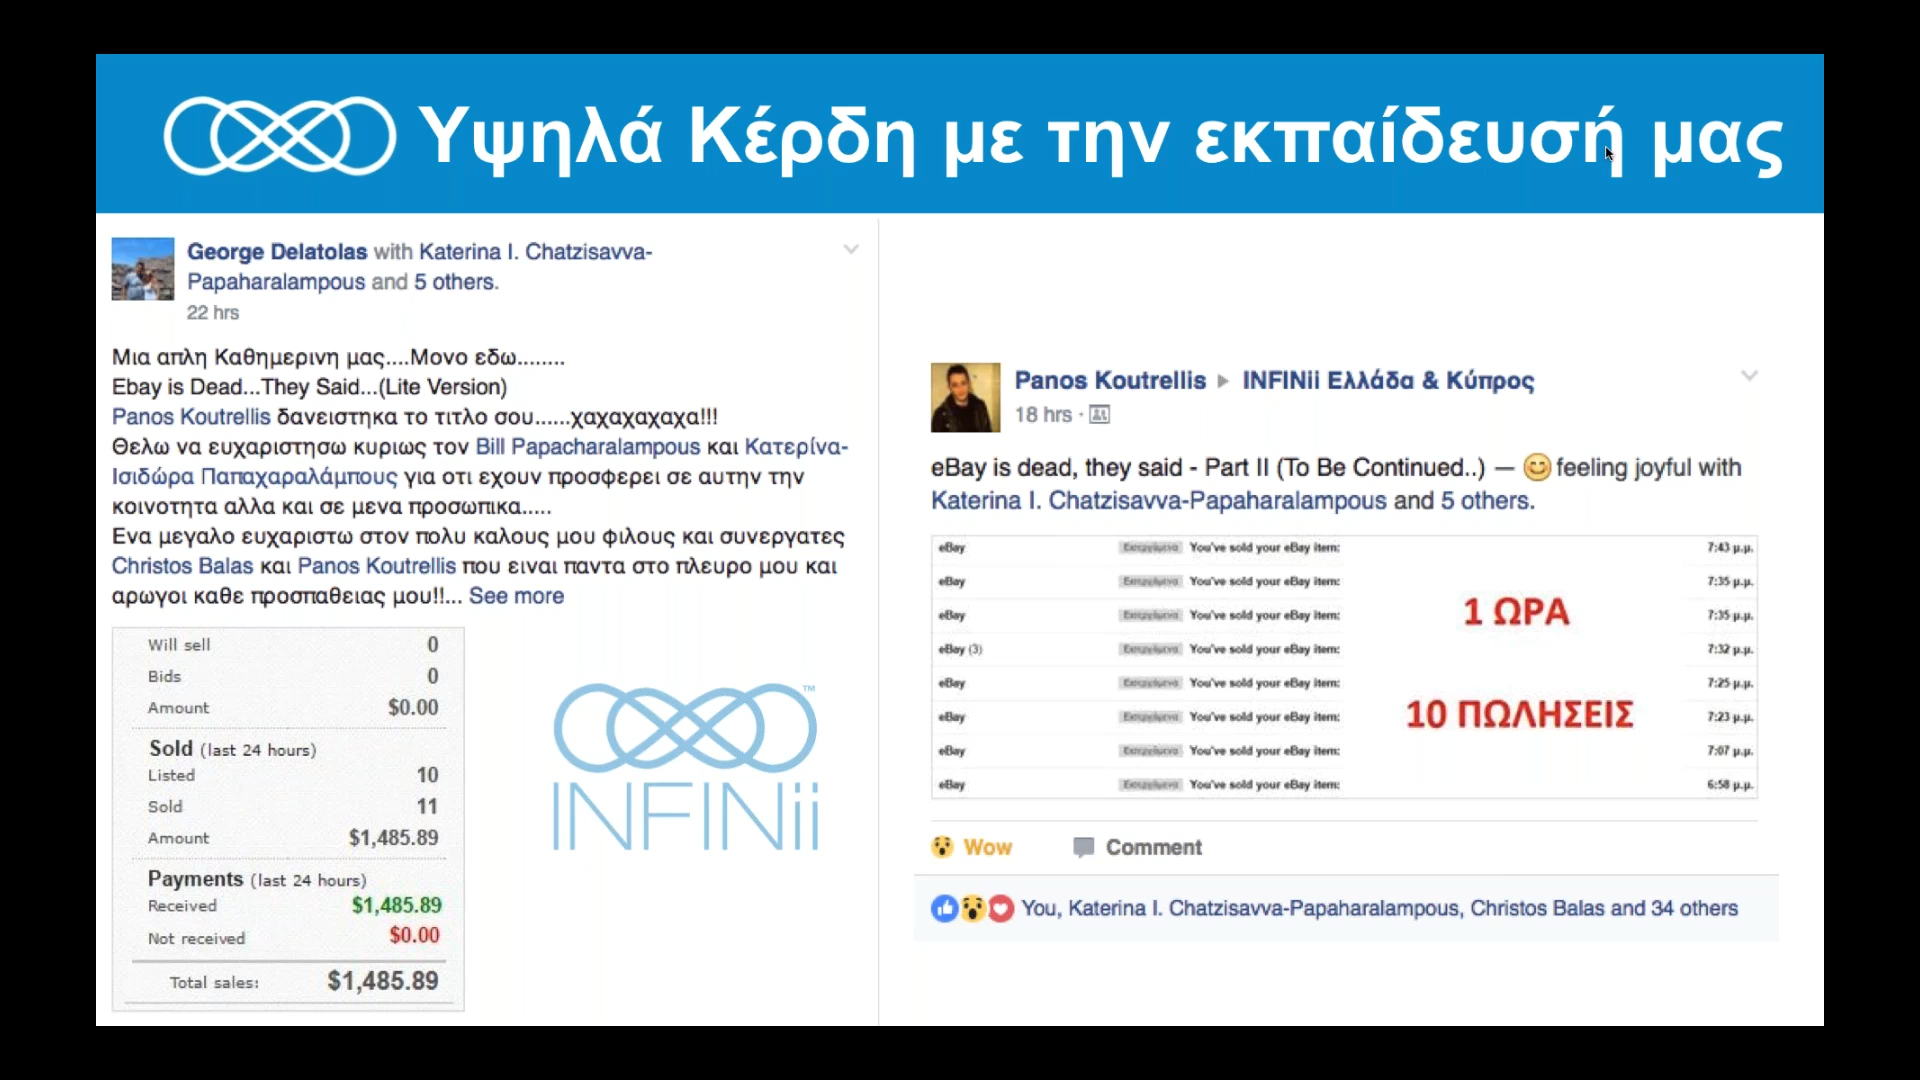 Υψηλά Κέρδη με την εκπαίδευσή μας
George Delatolas with Katerina I. Chatzisavva-
Papaharalampous and 5 others.
22 hrs
Μια απλη Καθημερινη μας....Μονο εδω........
Ebay is Dead...They Said...(Lite Version)
Panos Koutrellis δανειστηκα το τιτλο σου......χαχαχαχαχα!!!
Θελω να ευχαριστησω κυριως τον Bill Papacharalampous και Κατερίνα-
Ισιδώρα Παπαχαραλάμπους για οτι εχουν προσφερει σε αυτην την
κοινοτητα αλλα και σε μενα προσωπικα.....
Ενα μεγαλο ευχαριστω στον πολυ καλους μου φιλους και συνεργατες
Christos Balas και Panos Koutrellis που ειναι παντα στο πλευρο μου και
αρωγοι καθε προσπαθειας μου!!... See more
Will sell 0
Bids 0
Amount $0.00
Sold (last 24 hours)
Listed 10
Sold 11
Amount $1,485.89
Payments (last 24 hours)
Received $1,485.89
Not received $0.00
Total sales: $1,485.89
INFINii™
Panos Koutrellis ▶ INFINii Ελλάδα & Κύπρος
18 hrs ·
eBay is dead, they said - Part II (To Be Continued..) — 😊 feeling joyful with
Katerina I. Chatzisavva-Papaharalampous and 5 others.
eBay Εισερχόμενα You've sold your eBay item: 7:43 μ.μ.
eBay Εισερχόμενα You've sold your eBay item: 7:35 μ.μ.
eBay Εισερχόμενα You've sold your eBay item: 7:35 μ.μ.
eBay (3) Εισερχόμενα You've sold your eBay item: 7:32 μ.μ.
eBay Εισερχόμενα You've sold your eBay item: 7:25 μ.μ.
eBay Εισερχόμενα You've sold your eBay item: 7:23 μ.μ.
eBay Εισερχόμενα You've sold your eBay item: 7:07 μ.μ.
eBay Εισερχόμενα You've sold your eBay item: 6:58 μ.μ.
1 ΩΡΑ
10 ΠΩΛΗΣΕΙΣ
Wow Comment
You, Katerina I. Chatzisavva-Papaharalampous, Christos Balas and 34 others